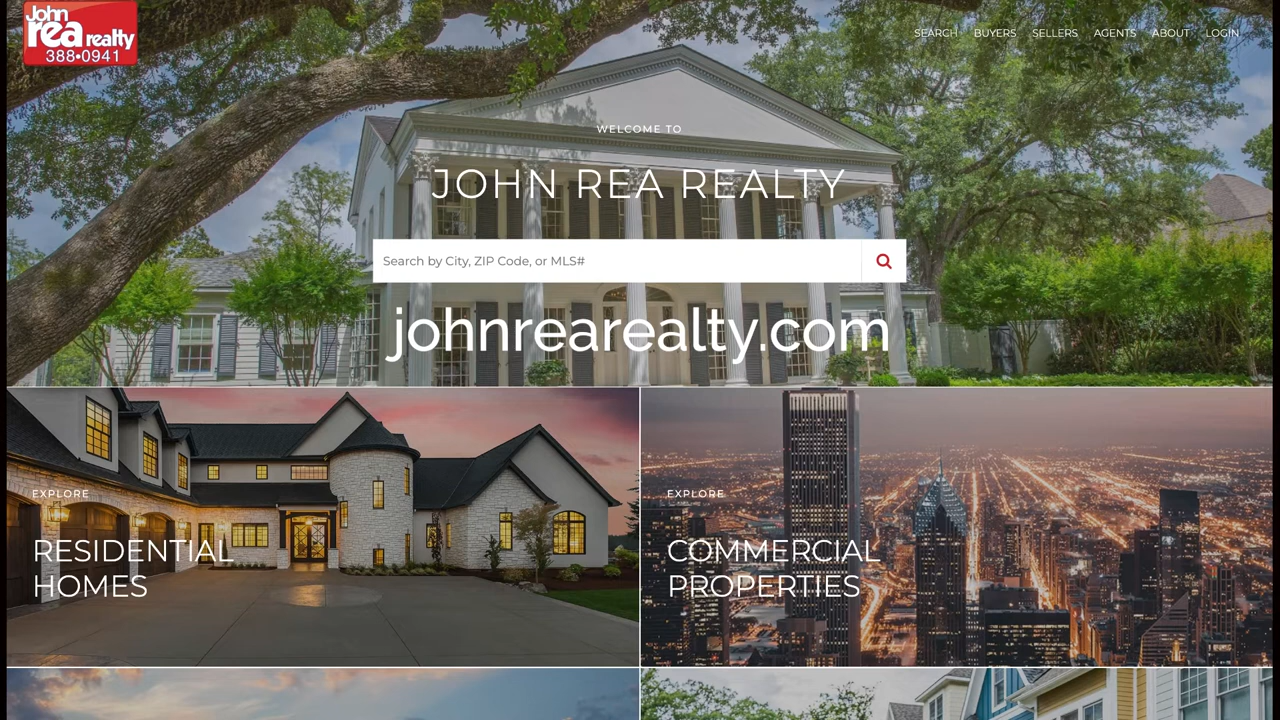 John
rea realty
388•0941
SEARCH BUYERS SELLERS AGENTS ABOUT LOGIN
WELCOME TO
JOHN REA REALTY
Search by City, ZIP Code, or MLS#
johnrearealty.com
EXPLORE
RESIDENTIAL
HOMES
EXPLORE
COMMERCIAL
PROPERTIES